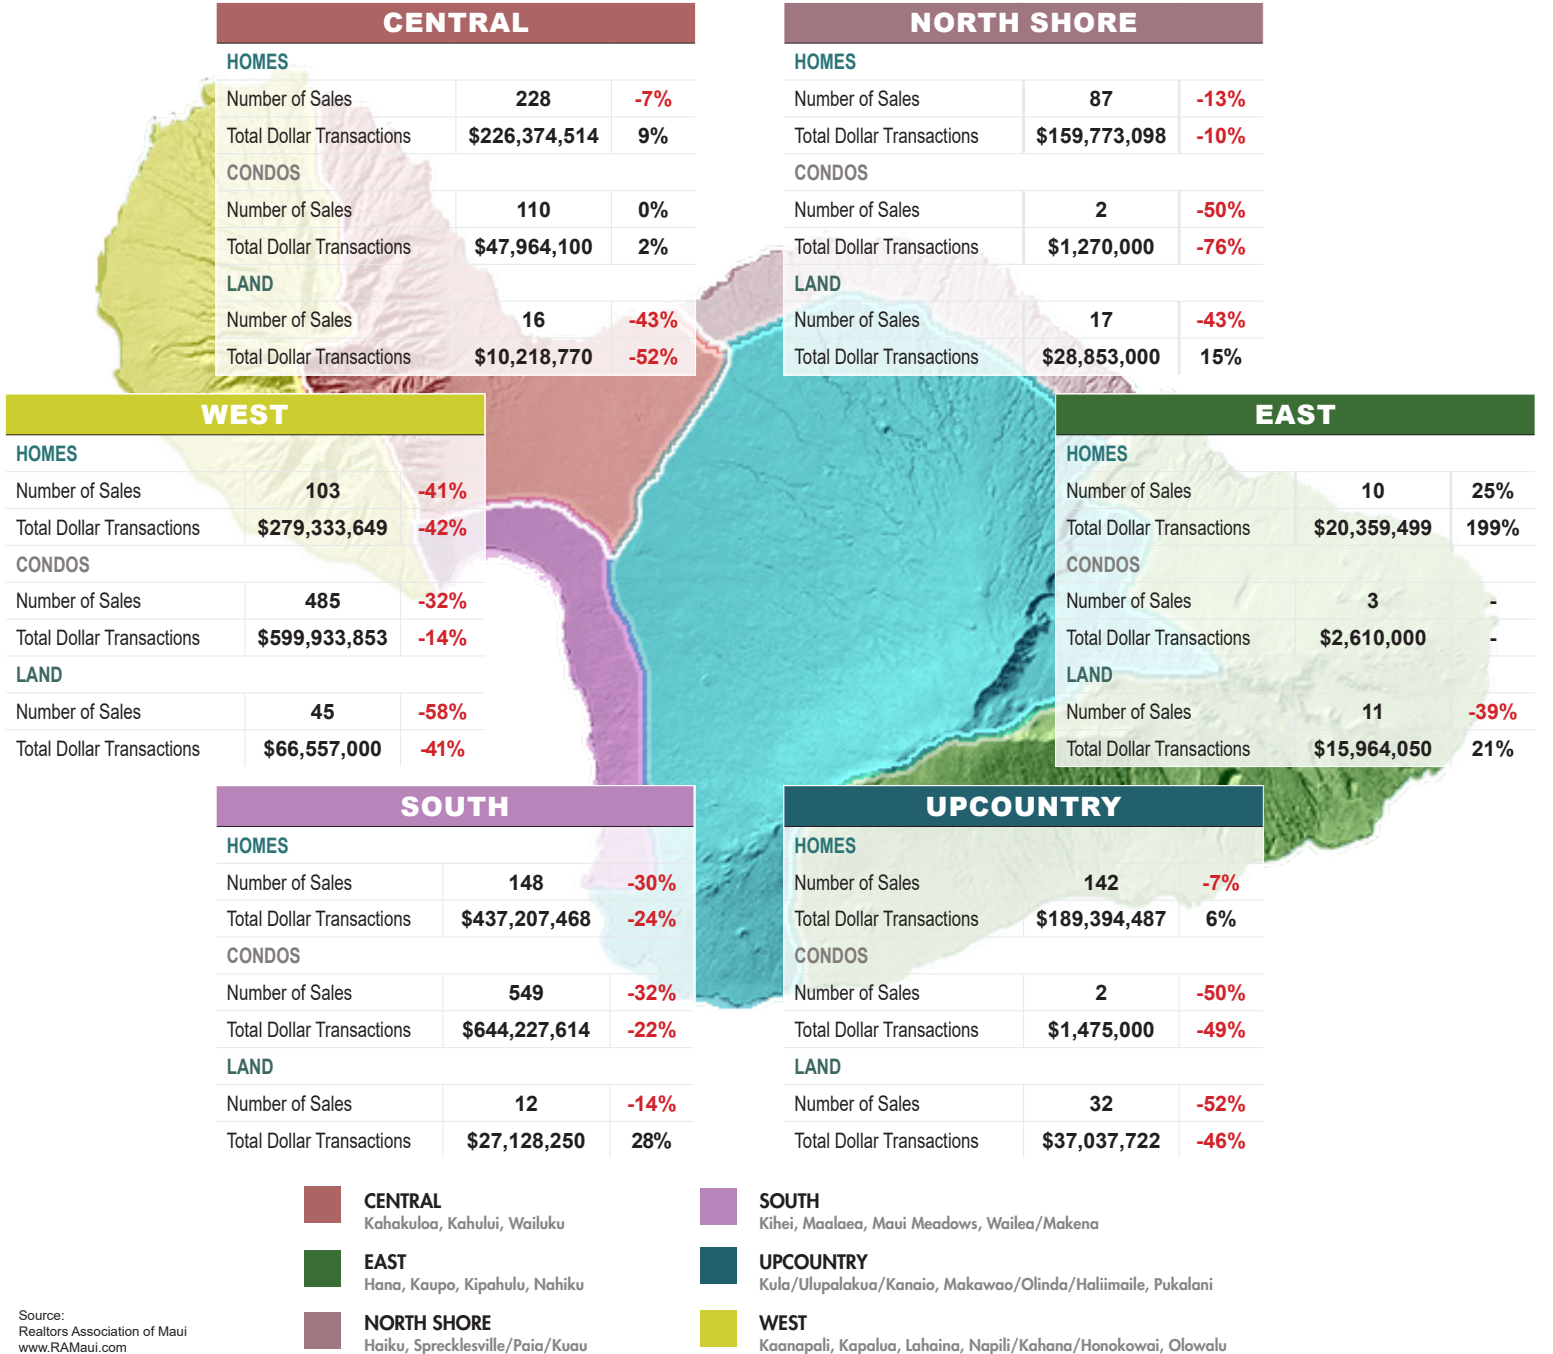 CENTRAL
HOMES
Number of Sales 228 -7%
Total Dollar Transactions $226,374,514 9%
CONDOS
Number of Sales 110 0%
Total Dollar Transactions $47,964,100 2%
LAND
Number of Sales 16 -43%
Total Dollar Transactions $10,218,770 -52%
NORTH SHORE
HOMES
Number of Sales 87 -13%
Total Dollar Transactions $159,773,098 -10%
CONDOS
Number of Sales 2 -50%
Total Dollar Transactions $1,270,000 -76%
LAND
Number of Sales 17 -43%
Total Dollar Transactions $28,853,000 15%
WEST
HOMES
Number of Sales 103 -41%
Total Dollar Transactions $279,333,649 -42%
CONDOS
Number of Sales 485 -32%
Total Dollar Transactions $599,933,853 -14%
LAND
Number of Sales 45 -58%
Total Dollar Transactions $66,557,000 -41%
EAST
HOMES
Number of Sales 10 25%
Total Dollar Transactions $20,359,499 199%
CONDOS
Number of Sales 3 -
Total Dollar Transactions $2,610,000 -
LAND
Number of Sales 11 -39%
Total Dollar Transactions $15,964,050 21%
SOUTH
HOMES
Number of Sales 148 -30%
Total Dollar Transactions $437,207,468 -24%
CONDOS
Number of Sales 549 -32%
Total Dollar Transactions $644,227,614 -22%
LAND
Number of Sales 12 -14%
Total Dollar Transactions $27,128,250 28%
UPCOUNTRY
HOMES
Number of Sales 142 -7%
Total Dollar Transactions $189,394,487 6%
CONDOS
Number of Sales 2 -50%
Total Dollar Transactions $1,475,000 -49%
LAND
Number of Sales 32 -52%
Total Dollar Transactions $37,037,722 -46%
CENTRAL
Kahakuloa, Kahului, Wailuku
EAST
Hana, Kaupo, Kipahulu, Nahiku
NORTH SHORE
Haiku, Sprecklesville/Paia/Kuau
SOUTH
Kihei, Maalaea, Maui Meadows, Wailea/Makena
UPCOUNTRY
Kula/Ulupalakua/Kanaio, Makawao/Olinda/Haliimaile, Pukalani
WEST
Kaanapali, Kapalua, Lahaina, Napili/Kahana/Honokowai, Olowalu
Source:
Realtors Association of Maui
www.RAMaui.com